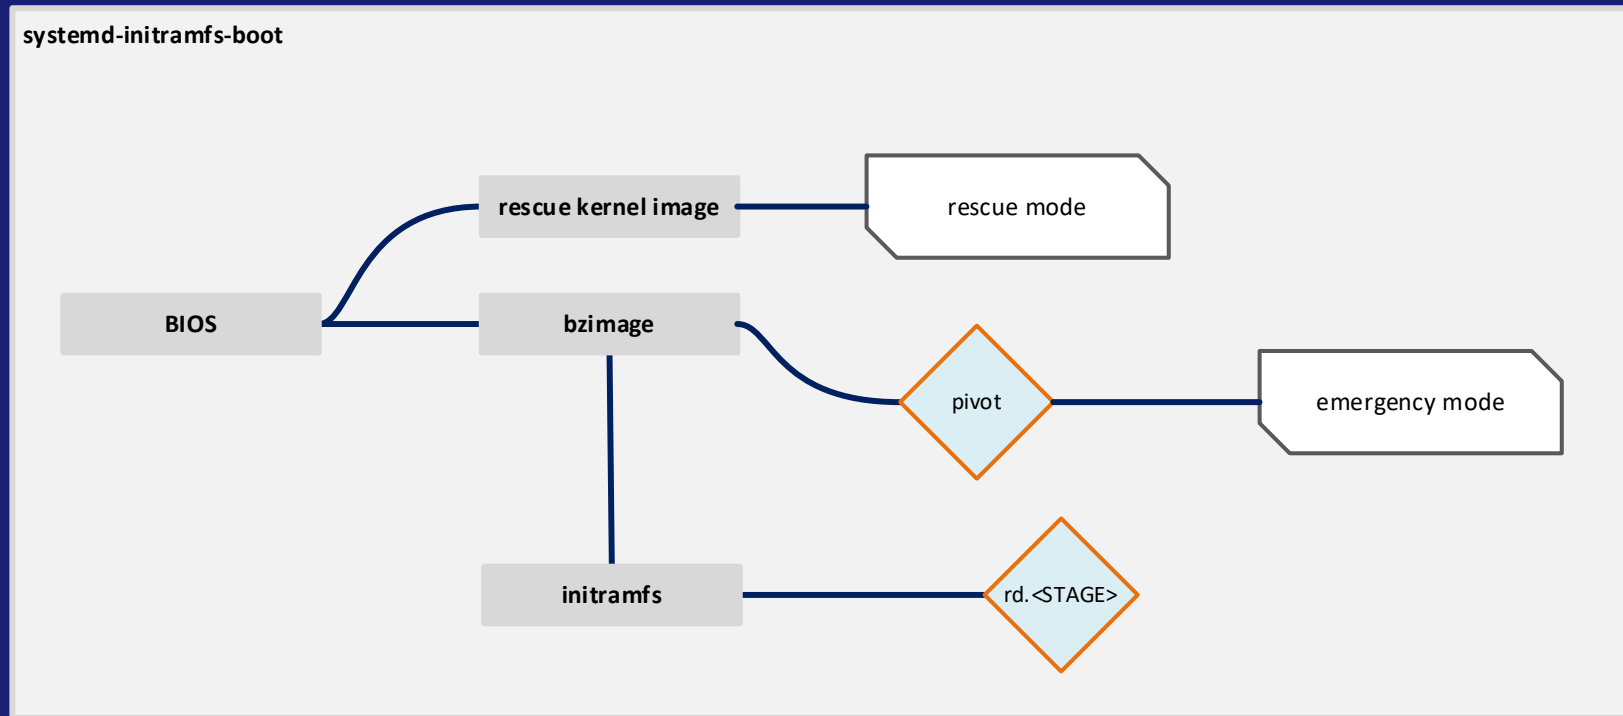 systemd-initramfs-boot
rescue kernel image
rescue mode
BIOS
bzimage
pivot
emergency mode
initramfs
rd.<STAGE>